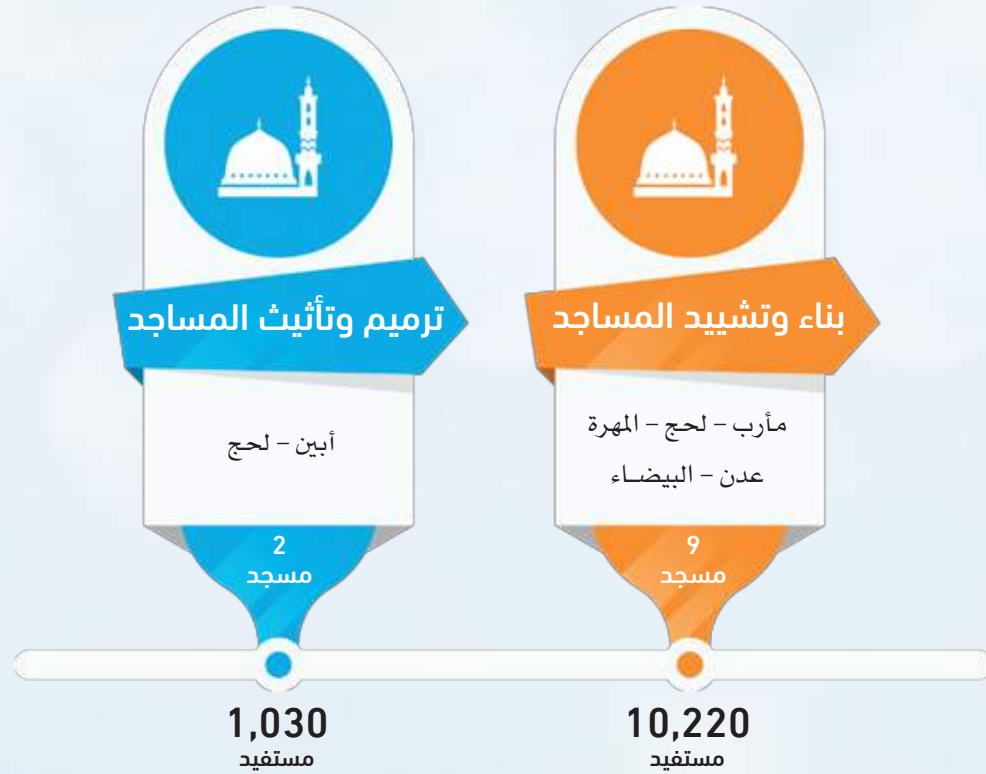 بناء وتشييد المساجد
مأرب – لحج – المهرة
عدن – البيضـاء
9
مسجد
10,220
مستفيد
ترميم وتأثيث المساجد
أبين – لحج
2
مسجد
1,030
مستفيد